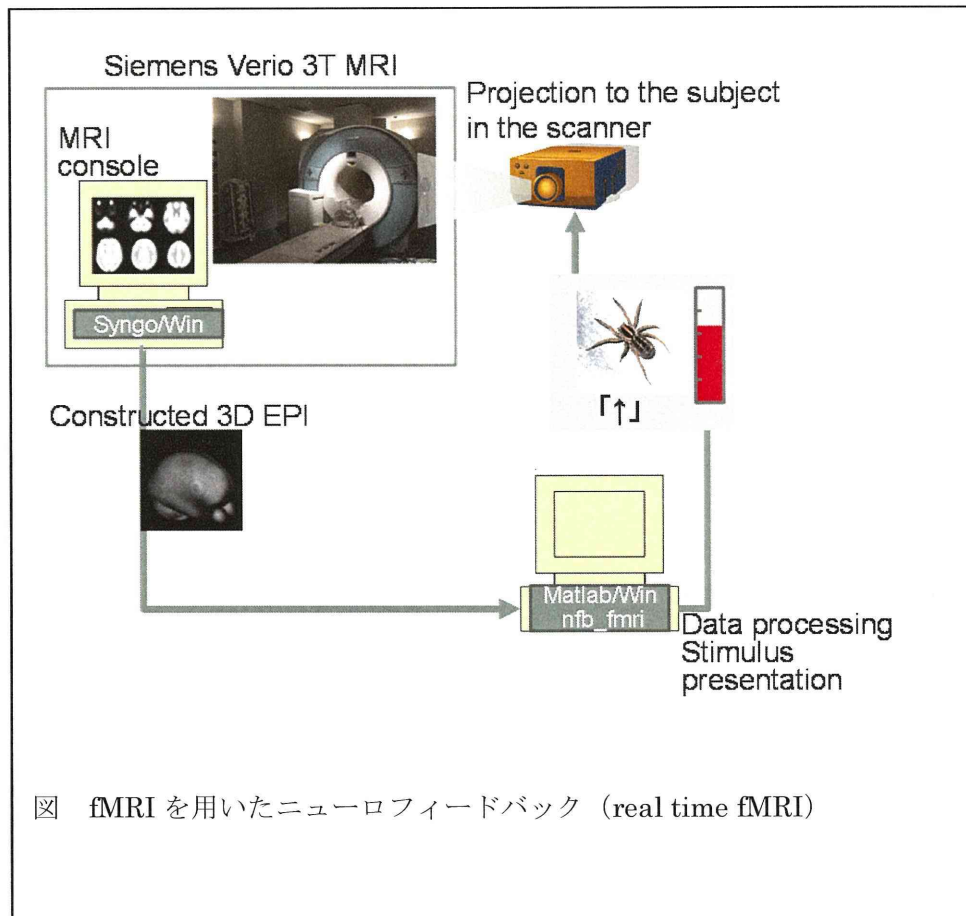 Siemens Verio 3T MRI
MRI
console
Syngo/Win
Projection to the subject
in the scanner
「↑」
Constructed 3D EPI
Matlab/Win
nfb_fmri
Data processing
Stimulus
presentation
図 fMRI を用いたニューロフィードバック（real time fMRI）